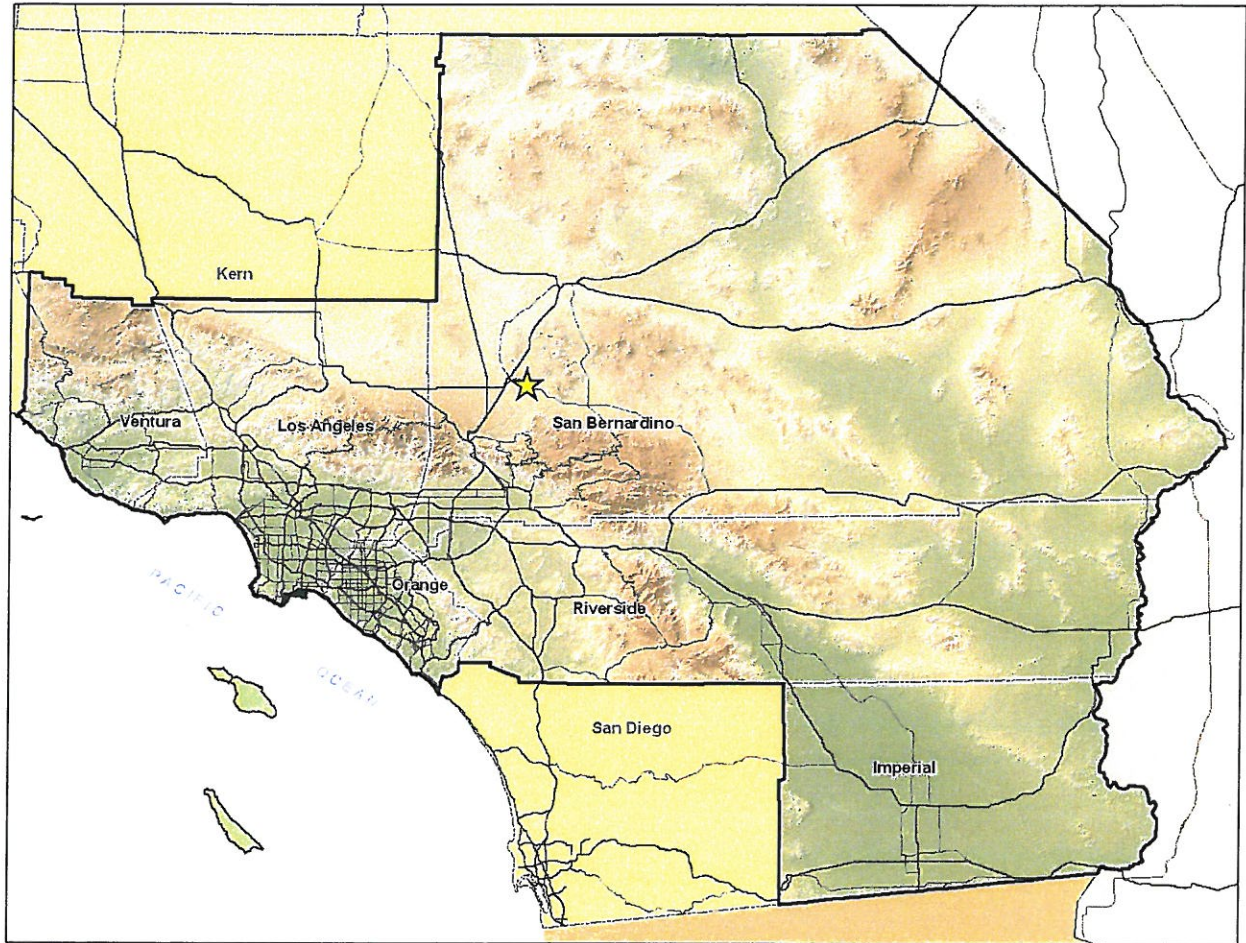 Kern
Ventura
Los Angeles
San Bernardino
Orange
Riverside
PACIFIC
OCEAN
San Diego
Imperial